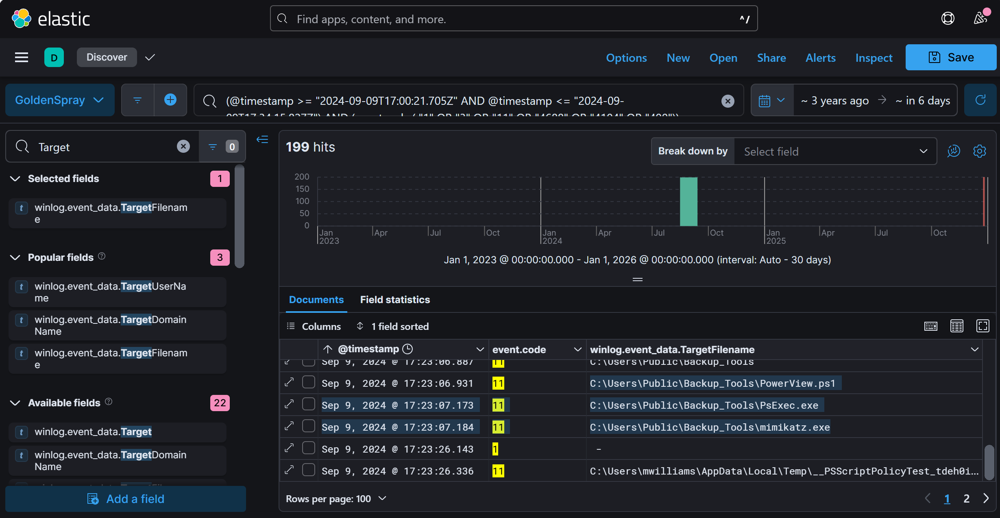 elastic
Find apps, content, and more.
^/
D
Discover
Options
New
Open
Share
Alerts
Inspect
Save
GoldenSpray
(@timestamp >= "2024-09-09T17:00:21.705Z" AND @timestamp <= "2024-09-
~ 3 years ago → ~ in 6 days
Target
0
Selected fields
1
t
winlog.event_data.TargetFilenam
e
Popular fields
3
t
winlog.event_data.TargetUserNa
me
t
winlog.event_data.TargetDomain
Name
t
winlog.event_data.TargetFilenam
e
Available fields
22
t
winlog.event_data.Target
t
winlog.event_data.TargetDomain
Name
Add a field
199 hits
Break down by
Select field
200
150
100
50
0
Jan
2023
Apr
Jul
Oct
Jan
2024
Apr
Jul
Oct
Jan
2025
Apr
Jul
Oct
Jan 1, 2023 @ 00:00:00.000 - Jan 1, 2026 @ 00:00:00.000 (interval: Auto - 30 days)
Documents
Field statistics
Columns
1 field sorted
@timestamp
event.code
winlog.event_data.TargetFilename
Sep 9, 2024 @ 17:23:06.887
11
C:\Users\Public\Backup_Tools
Sep 9, 2024 @ 17:23:06.931
11
C:\Users\Public\Backup_Tools\PowerView.ps1
Sep 9, 2024 @ 17:23:07.173
11
C:\Users\Public\Backup_Tools\PsExec.exe
Sep 9, 2024 @ 17:23:07.184
11
C:\Users\Public\Backup_Tools\mimikatz.exe
Sep 9, 2024 @ 17:23:26.143
1
-
Sep 9, 2024 @ 17:23:26.336
11
C:\Users\mwilliams\AppData\Local\Temp\__PSScriptPolicyTest_tdeh0i...
Rows per page: 100
1
2